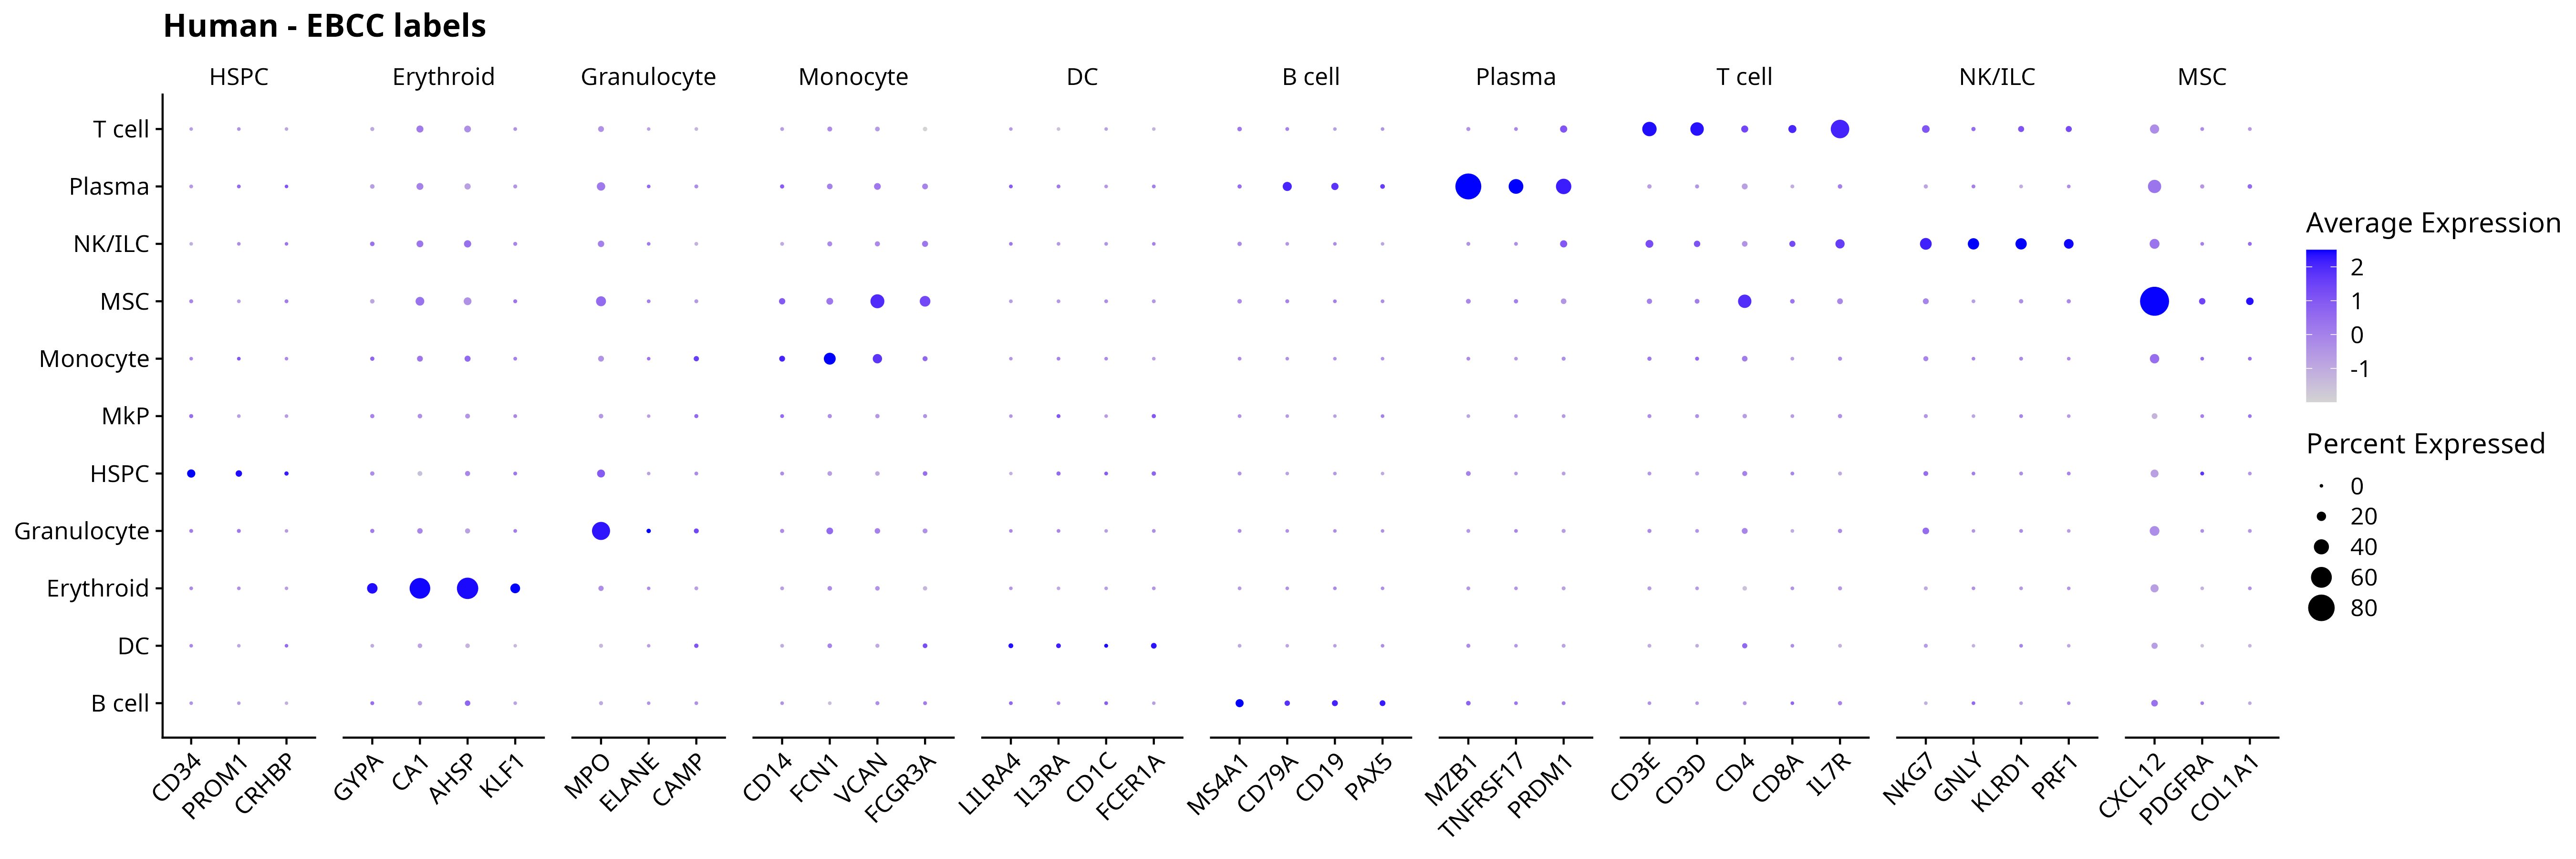 Human - EBCC labels
HSPC Erythroid Granulocyte Monocyte DC B cell Plasma T cell NK/ILC MSC
T cell
Plasma
NK/ILC
MSC
Monocyte
MkP
HSPC
Granulocyte
Erythroid
DC
B cell
CD34 PROM1 CRHBP GYPA CA1 AHSP KLF1 MPO ELANE CAMP CD14 FCN1 VCAN FCGR3A LILRA4 IL3RA CD1C FCER1A MS4A1 CD79A CD19 PAX5 MZB1 TNFRSF17 PRDM1 CD3E CD3D CD4 CD8A IL7R NKG7 GNLY KLRD1 PRF1 CXCL12 PDGFRA COL1A1
Average Expression
2
1
0
-1
Percent Expressed
0
20
40
60
80